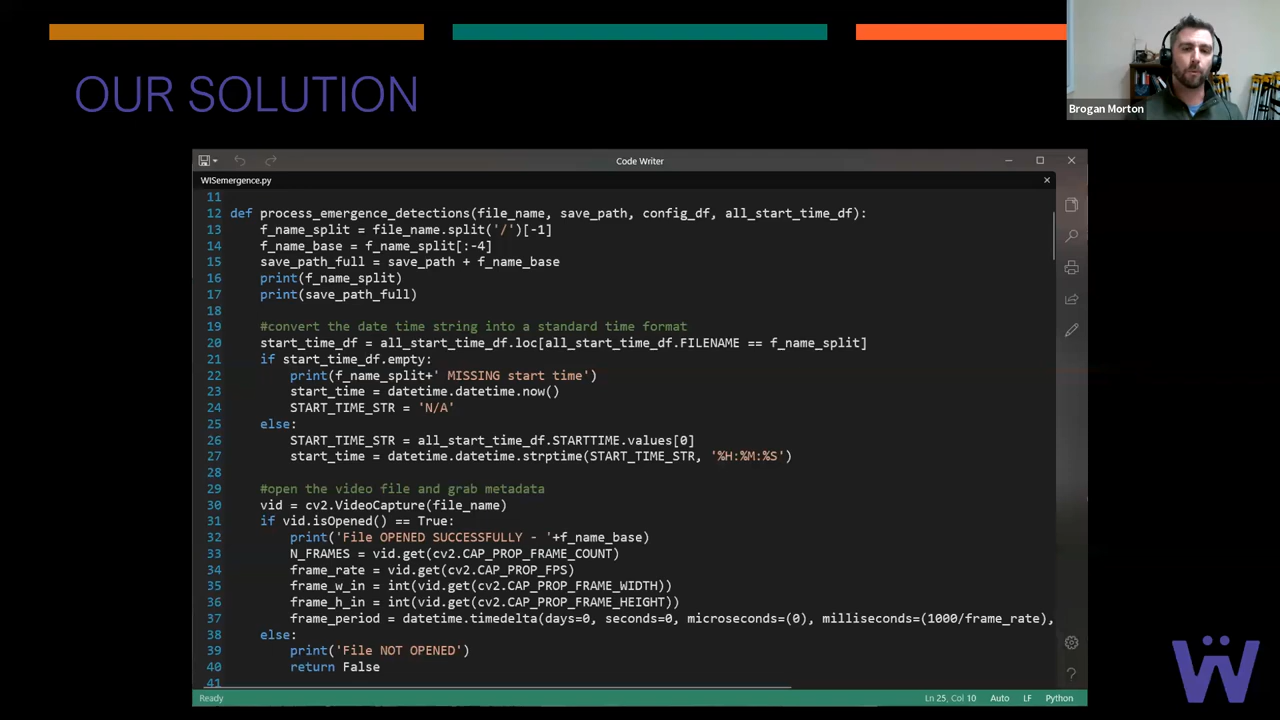 OUR SOLUTION
Brogan Morton
Code Writer
WISemergence.py
11
12 def process_emergence_detections(file_name, save_path, config_df, all_start_time_df):
13     f_name_split = file_name.split('/')[-1]
14     f_name_base = f_name_split[:-4]
15     save_path_full = save_path + f_name_base
16     print(f_name_split)
17     print(save_path_full)
18
19     #convert the date time string into a standard time format
20     start_time_df = all_start_time_df.loc[all_start_time_df.FILENAME == f_name_split]
21     if start_time_df.empty:
22         print(f_name_split+' MISSING start time')
23         start_time = datetime.datetime.now()
24         START_TIME_STR = 'N/A'
25     else:
26         START_TIME_STR = all_start_time_df.STARTTIME.values[0]
27         start_time = datetime.datetime.strptime(START_TIME_STR, '%H:%M:%S')
28
29     #open the video file and grab metadata
30     vid = cv2.VideoCapture(file_name)
31     if vid.isOpened() == True:
32         print('File OPENED SUCCESSFULLY - '+f_name_base)
33         N_FRAMES = vid.get(cv2.CAP_PROP_FRAME_COUNT)
34         frame_rate = vid.get(cv2.CAP_PROP_FPS)
35         frame_w_in = int(vid.get(cv2.CAP_PROP_FRAME_WIDTH))
36         frame_h_in = int(vid.get(cv2.CAP_PROP_FRAME_HEIGHT))
37         frame_period = datetime.timedelta(days=0, seconds=0, microseconds=(0), milliseconds=(1000/frame_rate),
38     else:
39         print('File NOT OPENED')
40         return False
41
Ready
Ln 25, Col 10 Auto LF Python